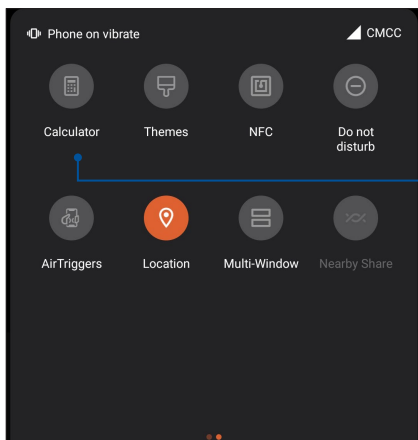 Phone on vibrate CMCC
Calculator Themes NFC Do not disturb
AirTriggers Location Multi-Window Nearby Share